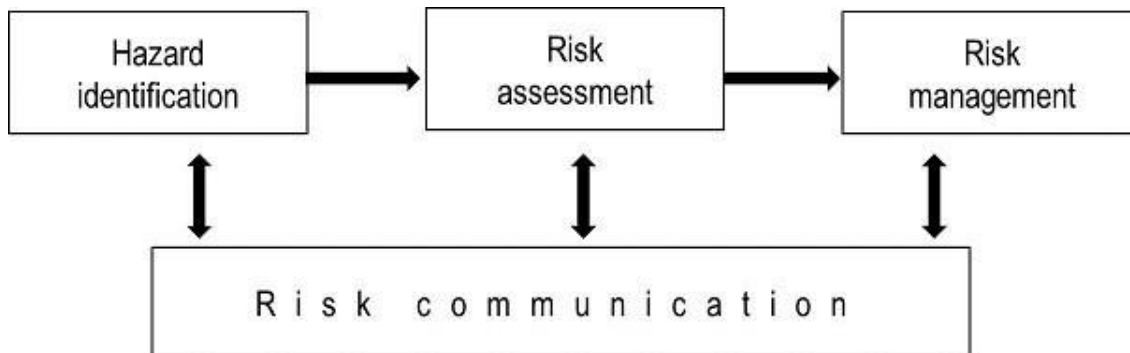 Hazard
identification
Risk
assessment
Risk
management
Risk communication